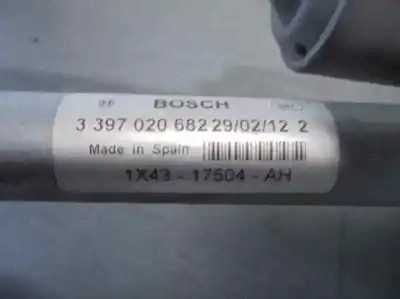 BOSCH
3 397 020 682 29/02/12 2
Made in Spain
1X43-17504-AH